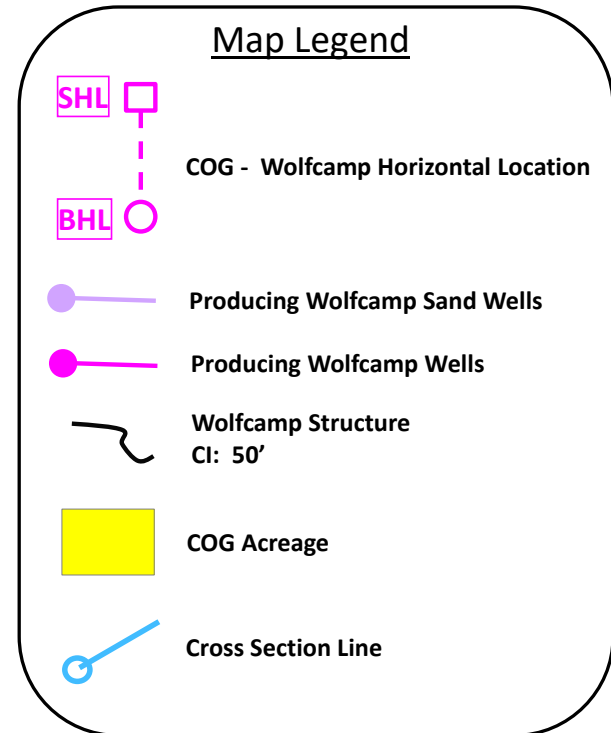 Map Legend
SHL
COG - Wolfcamp Horizontal Location
BHL
Producing Wolfcamp Sand Wells
Producing Wolfcamp Wells
Wolfcamp Structure
CI: 50’
COG Acreage
Cross Section Line